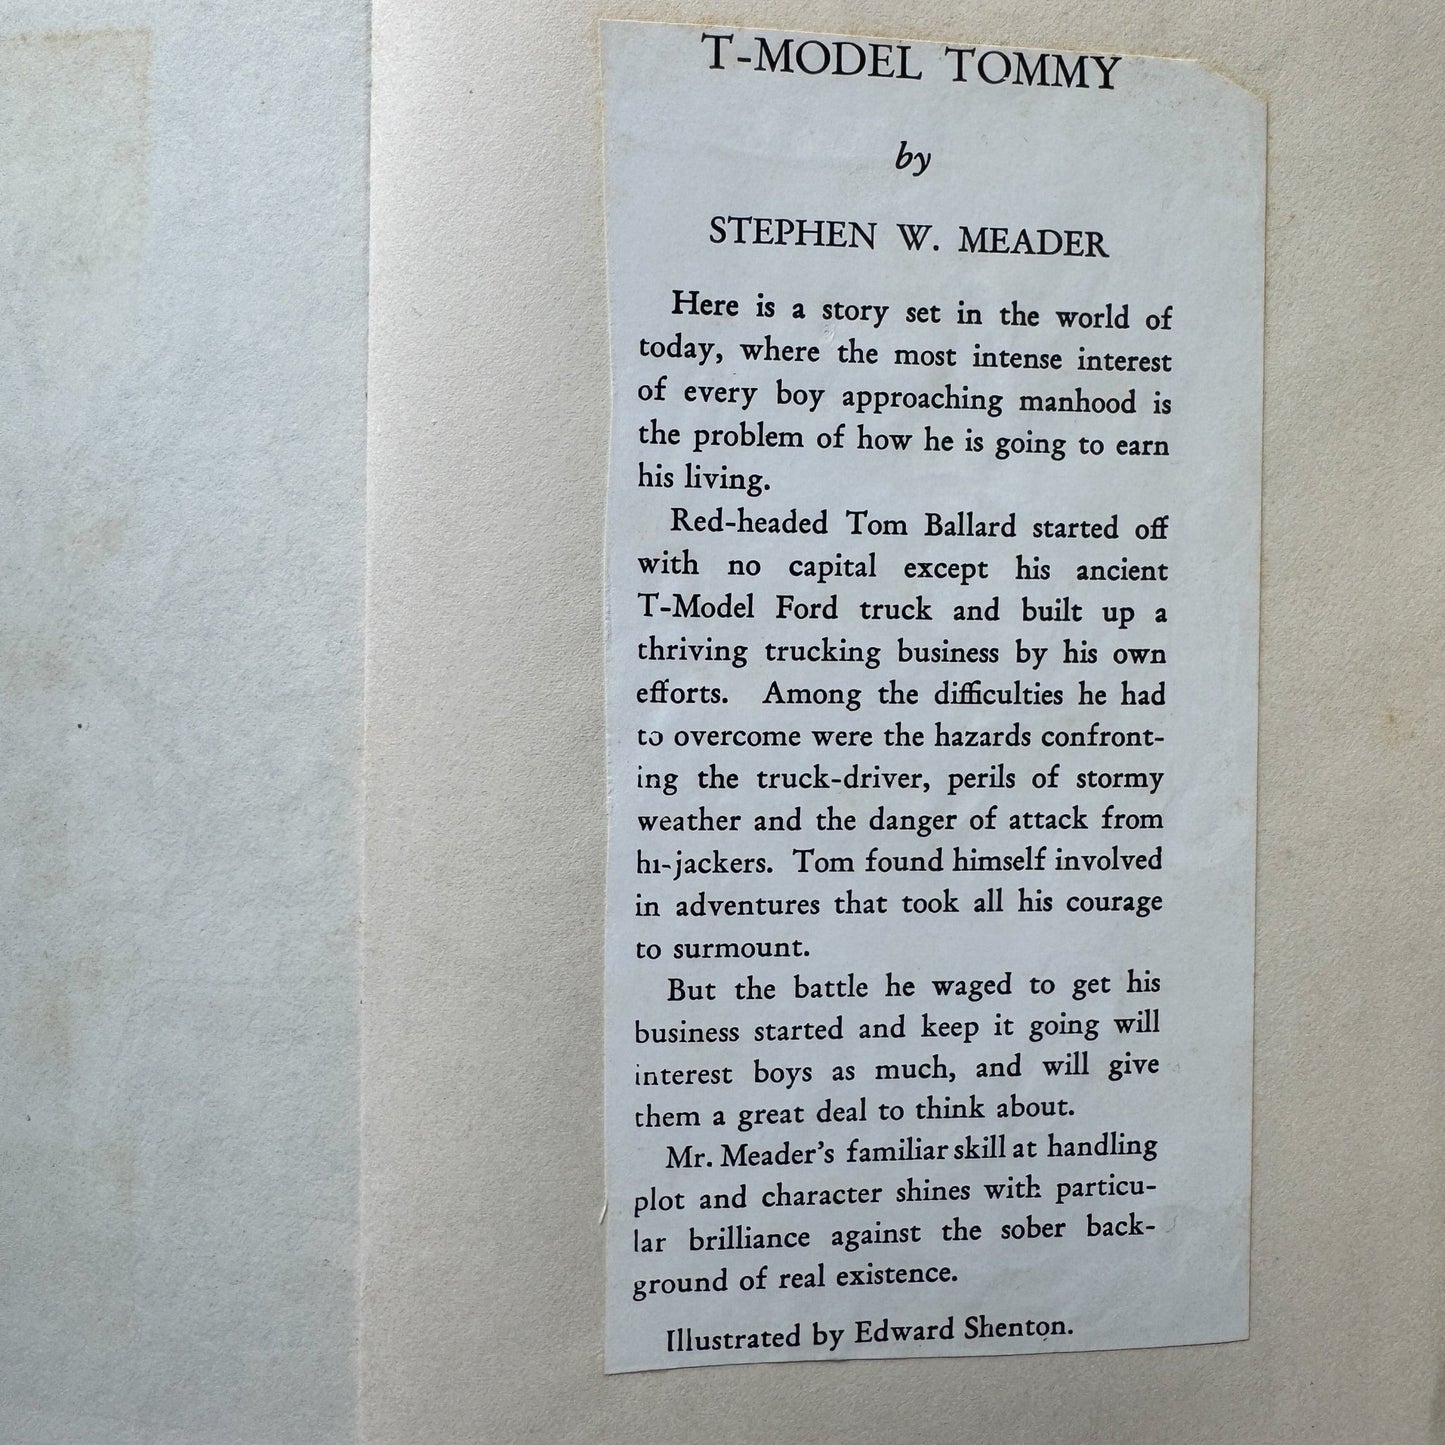 T-MODEL TOMMY
by
STEPHEN W. MEADER
Here is a story set in the world of
today, where the most intense interest
of every boy approaching manhood is
the problem of how he is going to earn
his living.
Red-headed Tom Ballard started off
with no capital except his ancient
T-Model Ford truck and built up a
thriving trucking business by his own
efforts. Among the difficulties he had
to overcome were the hazards confront-
ing the truck-driver, perils of stormy
weather and the danger of attack from
hi-jackers. Tom found himself involved
in adventures that took all his courage
to surmount.
But the battle he waged to get his
business started and keep it going will
interest boys as much, and will give
them a great deal to think about.
Mr. Meader's familiar skill at handling
plot and character shines with particu-
lar brilliance against the sober back-
ground of real existence.
Illustrated by Edward Shenton.